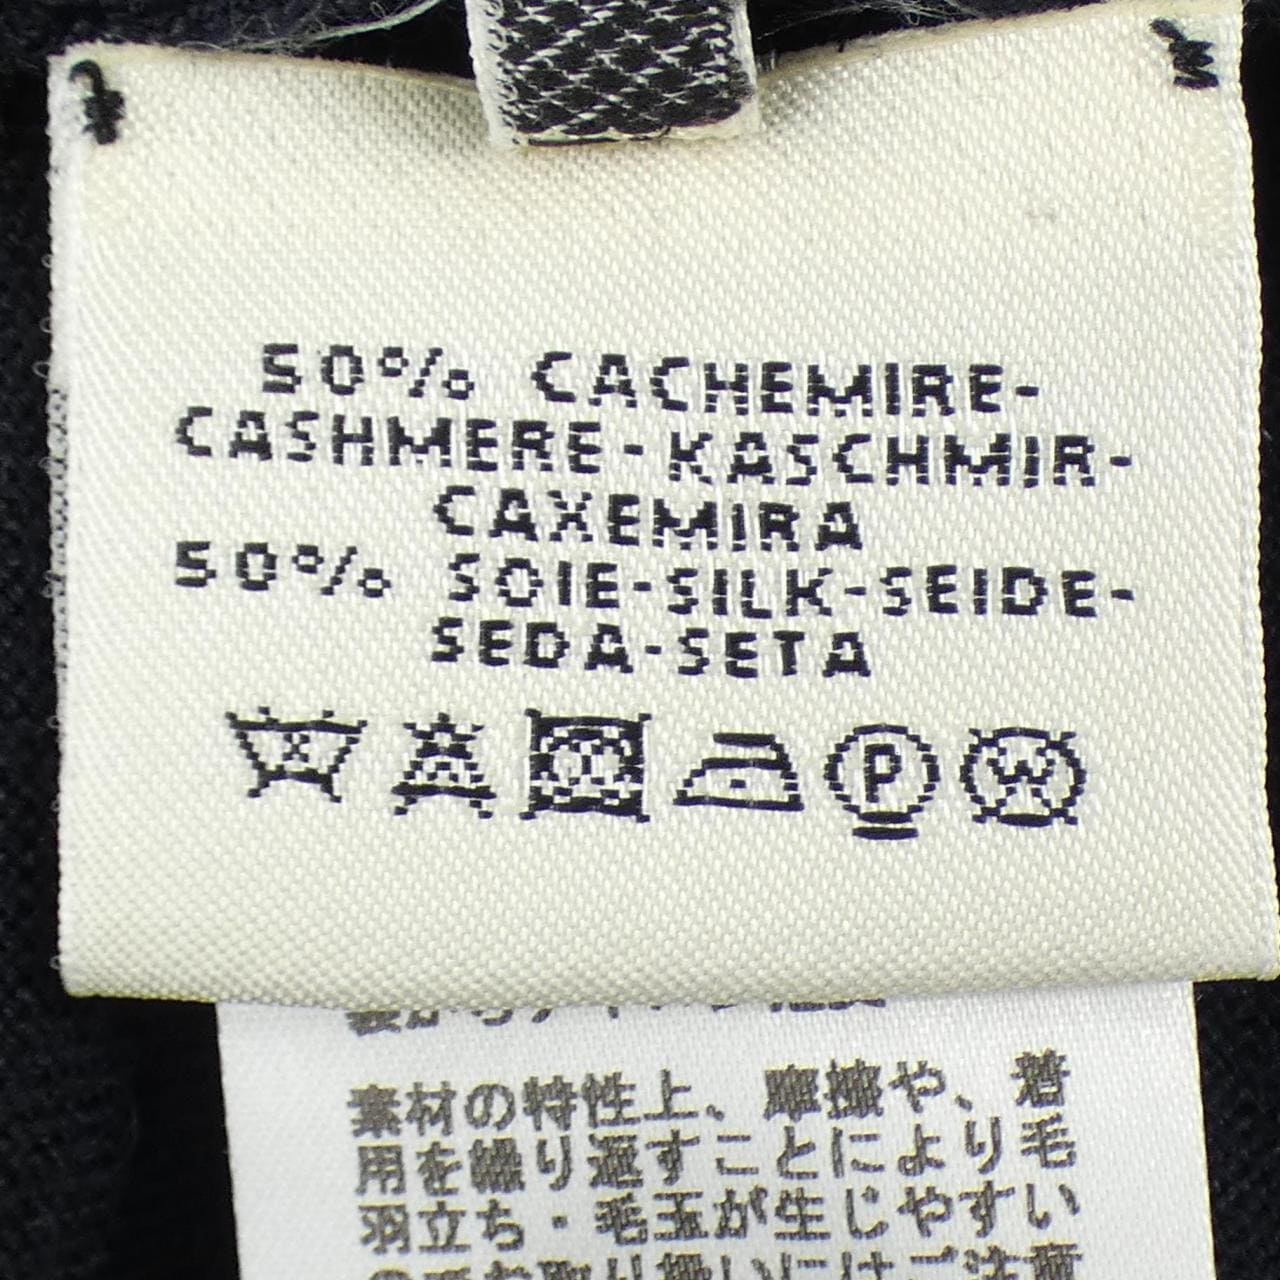 50% CACHEMIRE-
CASHMERE-KASCHMIR-
CAXEMIRA
50% SOIE-SILK-SEIDE-
SEDA-SETA
P W
素材の特性上、摩擦や、着
用を繰り返すことにより毛
羽立ち・毛玉が生じやすい